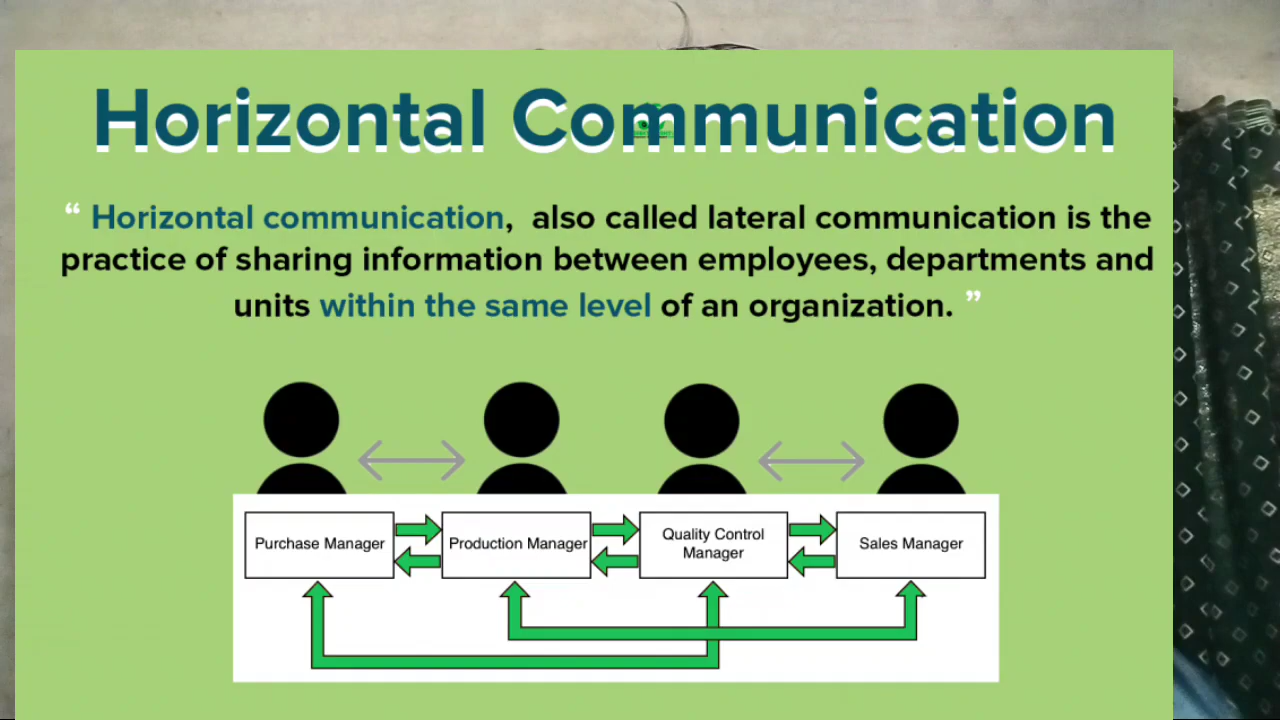 Horizontal Communication
“ Horizontal communication, also called lateral communication is the
practice of sharing information between employees, departments and
units within the same level of an organization. ”
Purchase Manager
Production Manager
Quality Control
Manager
Sales Manager